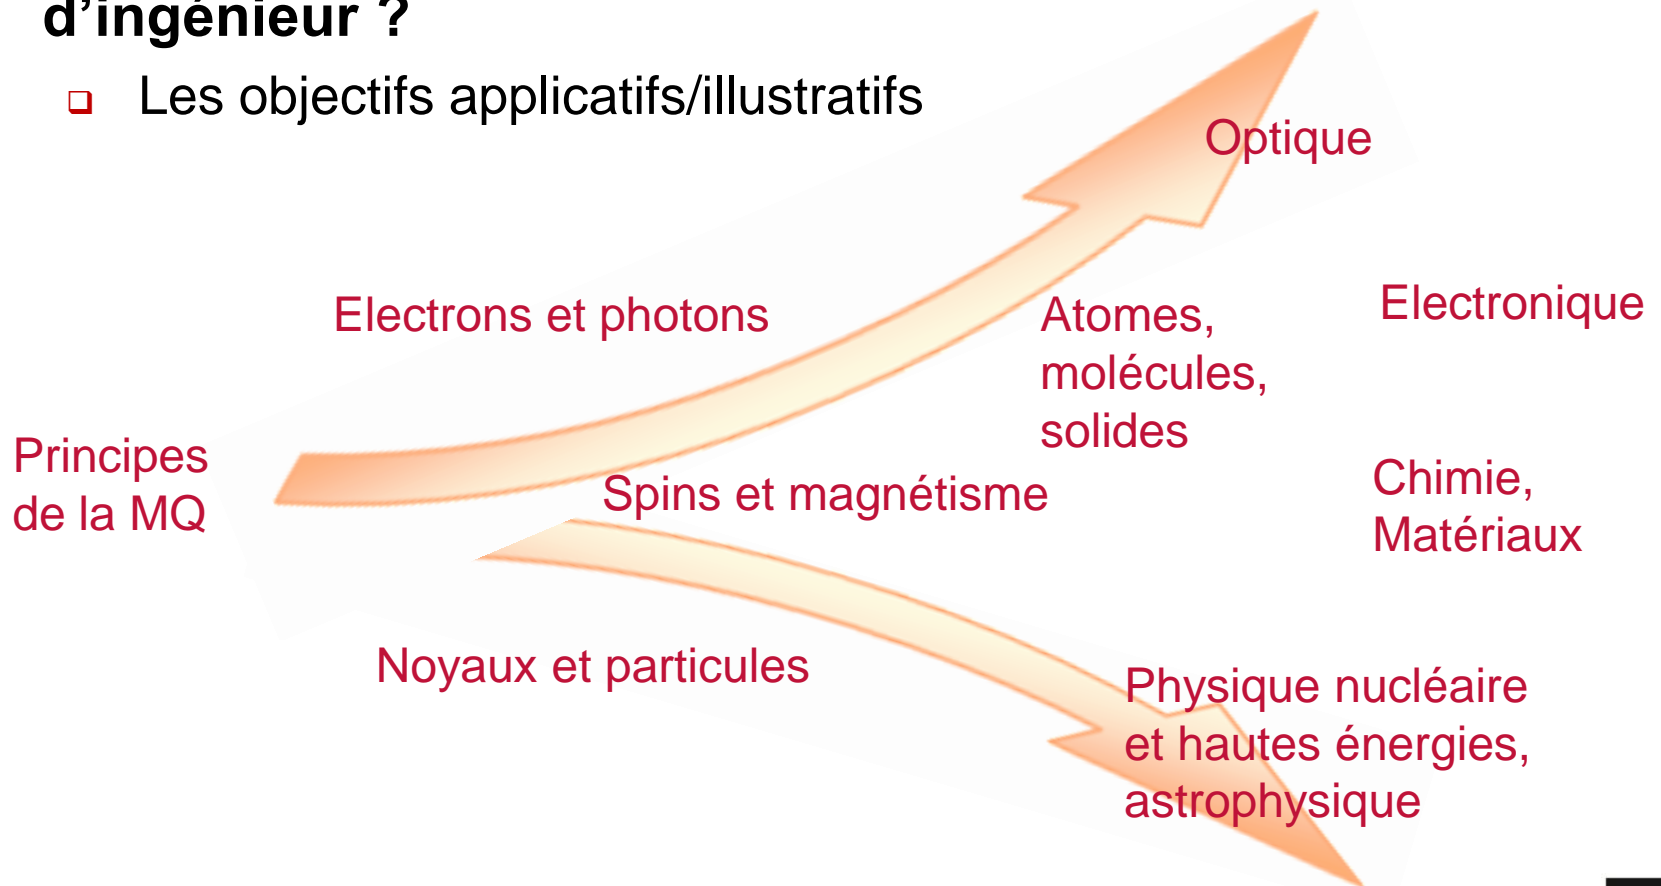 d’ingénieur ?
Les objectifs applicatifs/illustratifs
Optique
Electrons et photons
Atomes,
molécules,
solides
Electronique
Principes
de la MQ
Spins et magnétisme
Chimie,
Matériaux
Noyaux et particules
Physique nucléaire
et hautes énergies,
astrophysique